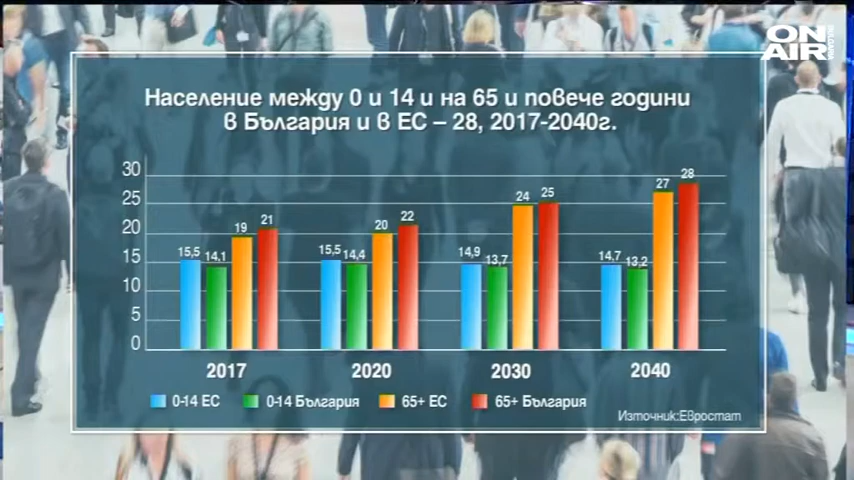 ON
AIR
BULGARIA
Население между 0 и 14 и на 65 и повече години
в България и в ЕС – 28, 2017-2040г.
30
25
20
15
10
5
0
15,5 14.1 19 21
15,5 14,4 20 22
14,9 13,7 24 25
14.7 13,2 27 28
2017 2020 2030 2040
0-14 ЕС 0-14 България 65+ ЕС 65+ България
Източник:Евростат